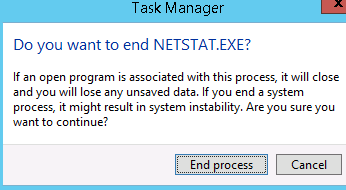 Task Manager
Do you want to end NETSTAT.EXE?
If an open program is associated with this process, it will close
and you will lose any unsaved data. If you end a system
process, it might result in system instability. Are you sure you
want to continue?
End process Cancel